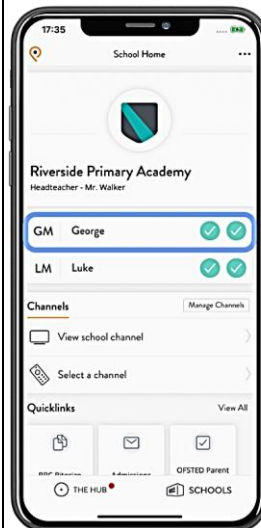 17:35
School Home
Riverside Primary Academy
Headteacher - Mr. Walker
GM George
LM Luke
Channels Manage Channels
View school channel
Select a channel
Quicklinks View All
OFSTED Parent
THE HUB SCHOOLS